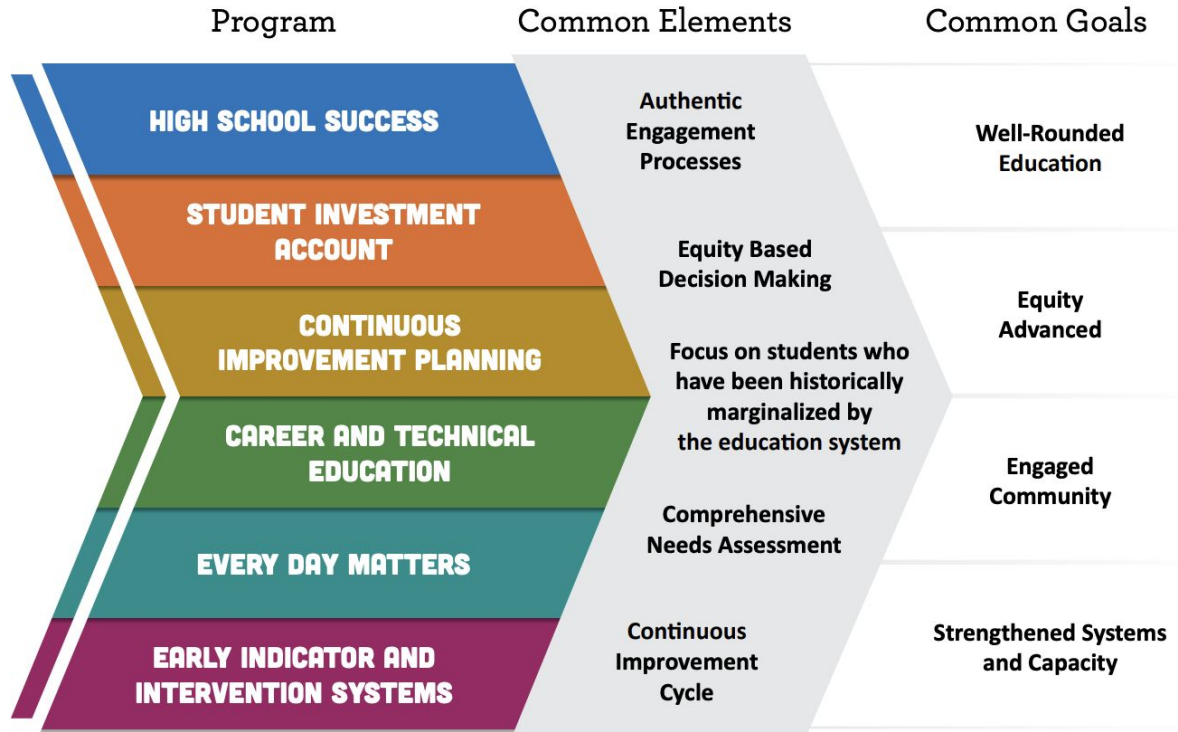 Program
Common Elements
Common Goals
HIGH SCHOOL SUCCESS
STUDENT INVESTMENT
ACCOUNT
CONTINUOUS
IMPROVEMENT PLANNING
CAREER AND TECHNICAL
EDUCATION
EVERY DAY MATTERS
EARLY INDICATOR AND
INTERVENTION SYSTEMS
Authentic
Engagement
Processes
Equity Based
Decision Making
Focus on students who
have been historically
marginalized by
the education system
Comprehensive
Needs Assessment
Continuous
Improvement
Cycle
Well-Rounded
Education
Equity
Advanced
Engaged
Community
Strengthened Systems
and Capacity